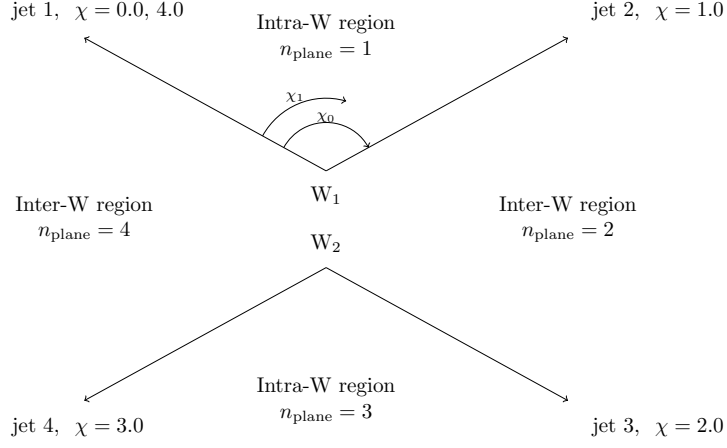 jet 1, χ = 0.0, 4.0
Intra-W region
n_plane = 1
jet 2, χ = 1.0
χ₁
χ₀
W₁
Inter-W region
n_plane = 4
Inter-W region
n_plane = 2
W₂
Intra-W region
n_plane = 3
jet 4, χ = 3.0
jet 3, χ = 2.0